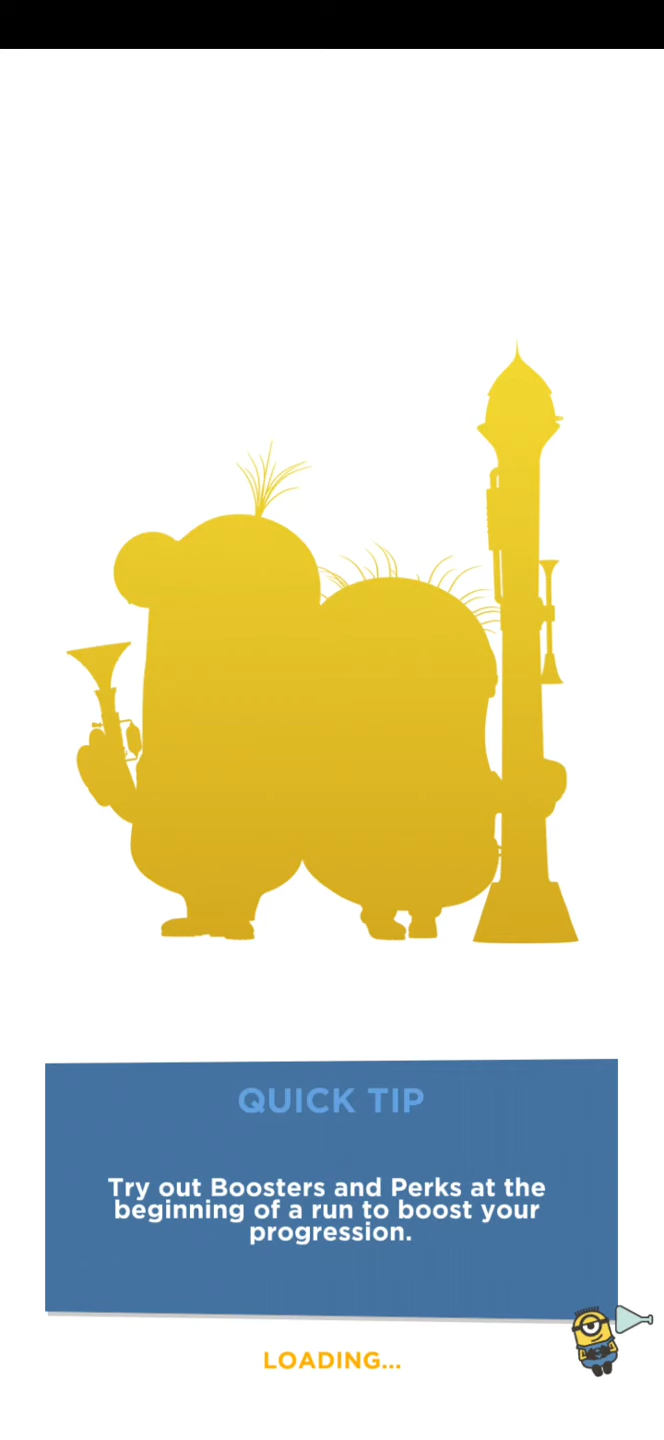 QUICK TIP
Try out Boosters and Perks at the
beginning of a run to boost your
progression.
LOADING...